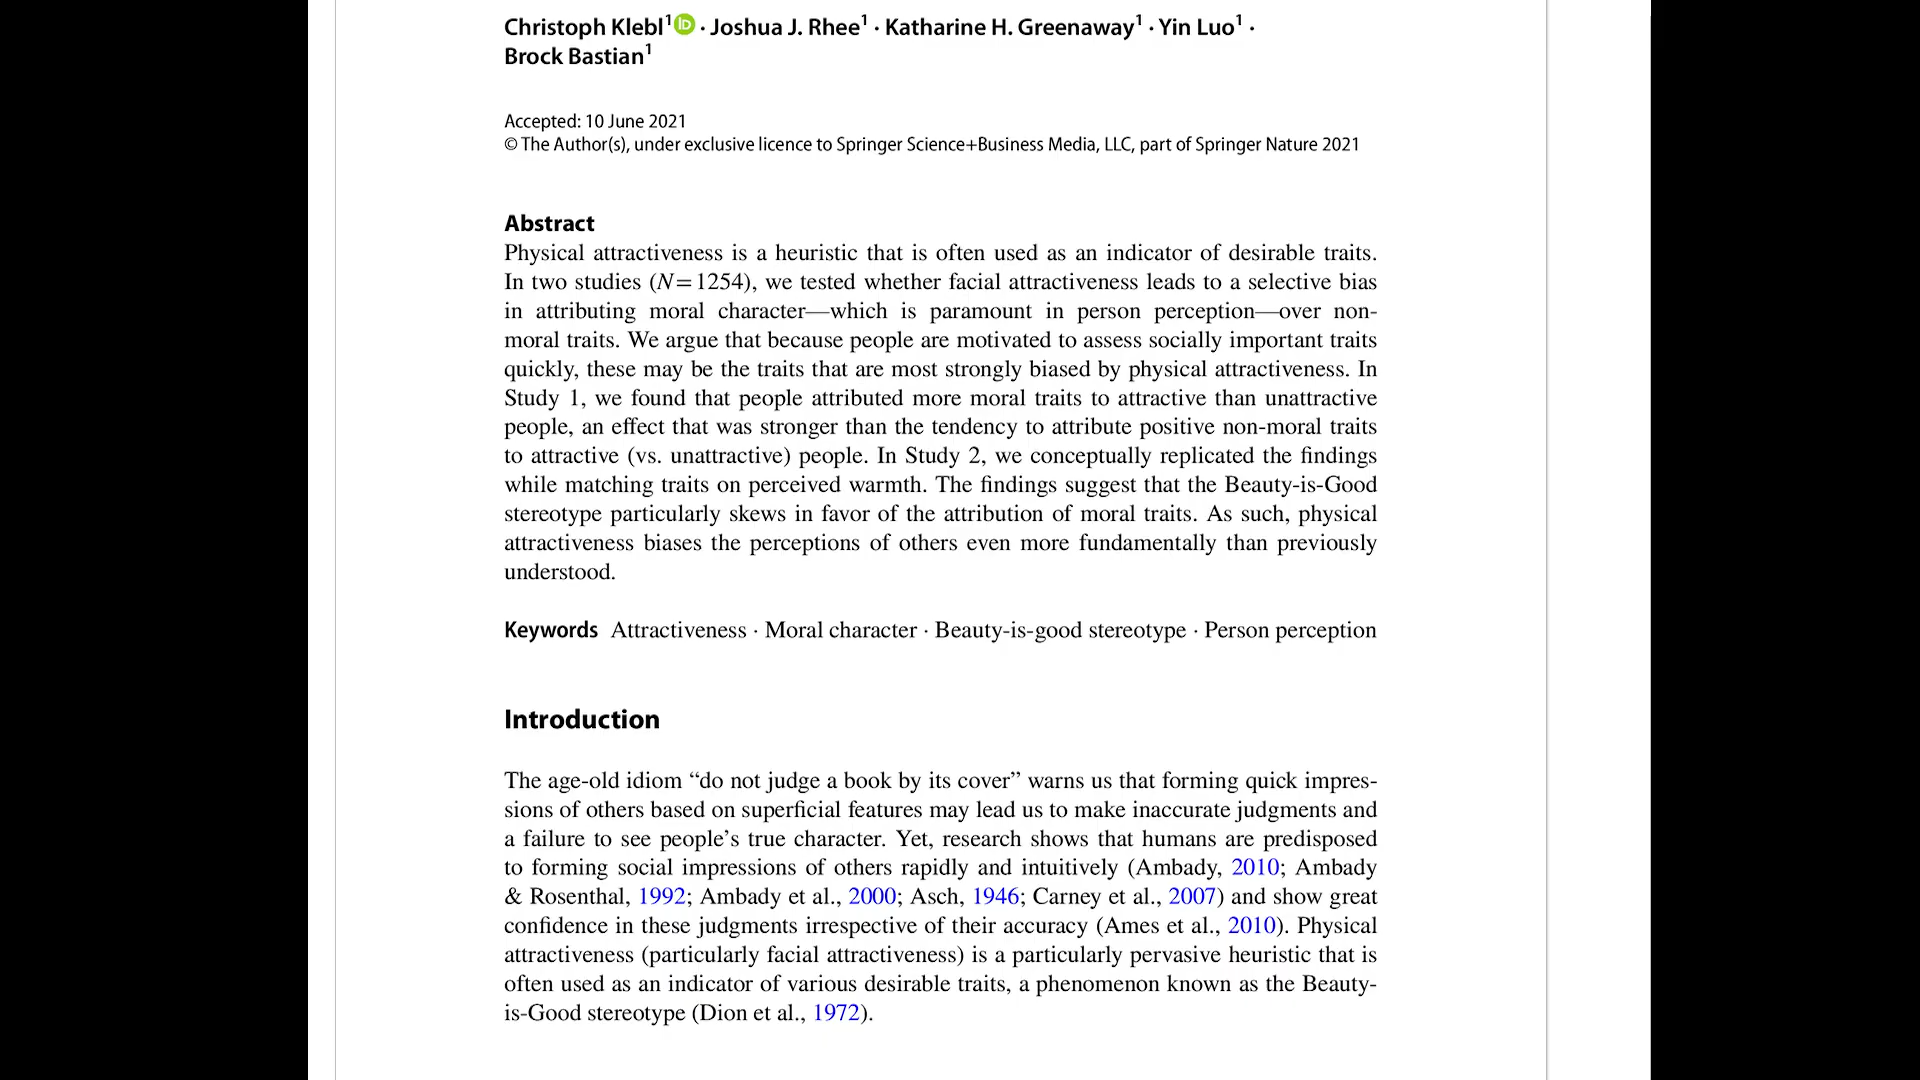 Christoph Klebl1 · Joshua J. Rhee1 · Katharine H. Greenaway1 · Yin Luo1 ·
Brock Bastian1
Accepted: 10 June 2021
© The Author(s), under exclusive licence to Springer Science+Business Media, LLC, part of Springer Nature 2021
Abstract
Physical attractiveness is a heuristic that is often used as an indicator of desirable traits.
In two studies (N = 1254), we tested whether facial attractiveness leads to a selective bias
in attributing moral character—which is paramount in person perception—over non-
moral traits. We argue that because people are motivated to assess socially important traits
quickly, these may be the traits that are most strongly biased by physical attractiveness. In
Study 1, we found that people attributed more moral traits to attractive than unattractive
people, an effect that was stronger than the tendency to attribute positive non-moral traits
to attractive (vs. unattractive) people. In Study 2, we conceptually replicated the findings
while matching traits on perceived warmth. The findings suggest that the Beauty-is-Good
stereotype particularly skews in favor of the attribution of moral traits. As such, physical
attractiveness biases the perceptions of others even more fundamentally than previously
understood.
Keywords Attractiveness · Moral character · Beauty-is-good stereotype · Person perception
Introduction
The age-old idiom “do not judge a book by its cover” warns us that forming quick impres-
sions of others based on superficial features may lead us to make inaccurate judgments and
a failure to see people’s true character. Yet, research shows that humans are predisposed
to forming social impressions of others rapidly and intuitively (Ambady, 2010; Ambady
& Rosenthal, 1992; Ambady et al., 2000; Asch, 1946; Carney et al., 2007) and show great
confidence in these judgments irrespective of their accuracy (Ames et al., 2010). Physical
attractiveness (particularly facial attractiveness) is a particularly pervasive heuristic that is
often used as an indicator of various desirable traits, a phenomenon known as the Beauty-
is-Good stereotype (Dion et al., 1972).